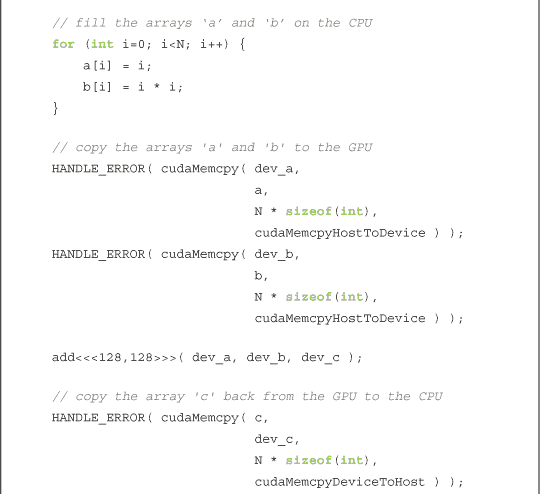 // fill the arrays ‘a’ and ‘b’ on the CPU
for (int i=0; i<N; i++) {
    a[i] = i;
    b[i] = i * i;
}
// copy the arrays 'a' and 'b' to the GPU
HANDLE_ERROR( cudaMemcpy( dev_a,
                          a,
                          N * sizeof(int),
                          cudaMemcpyHostToDevice ) );
HANDLE_ERROR( cudaMemcpy( dev_b,
                          b,
                          N * sizeof(int),
                          cudaMemcpyHostToDevice ) );
add<<<128,128>>>( dev_a, dev_b, dev_c );
// copy the array 'c' back from the GPU to the CPU
HANDLE_ERROR( cudaMemcpy( c,
                          dev_c,
                          N * sizeof(int),
                          cudaMemcpyDeviceToHost ) );